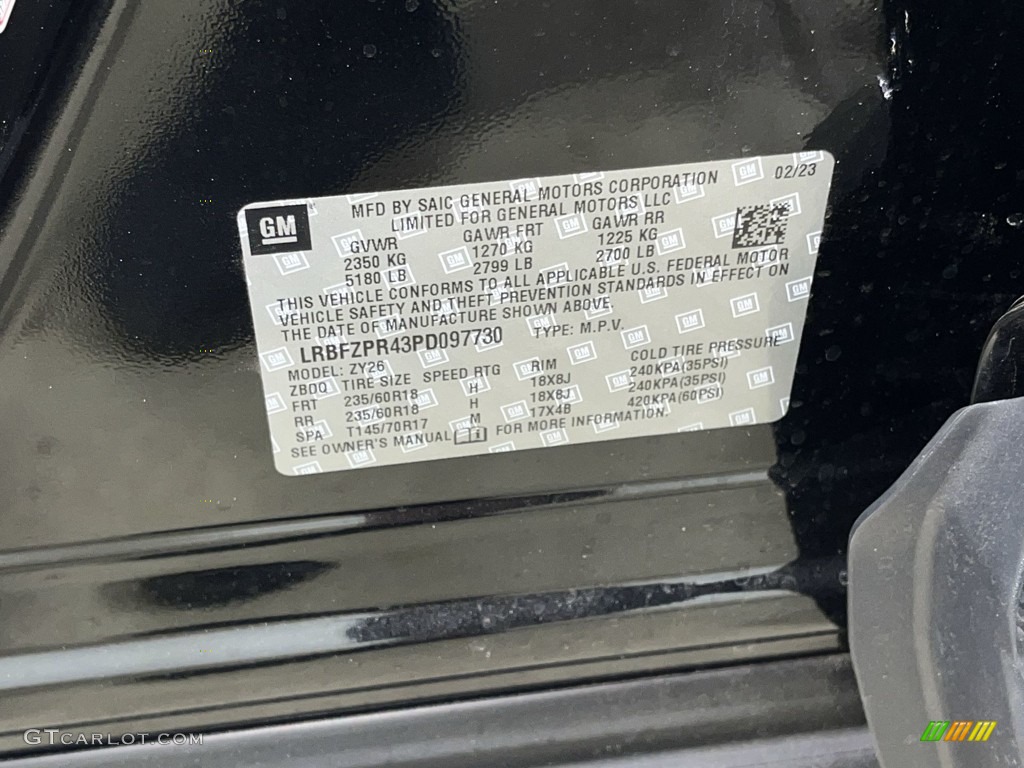 GM
MFD BY SAIC GENERAL MOTORS CORPORATION 02/23
LIMITED FOR GENERAL MOTORS LLC
GVWR GAWR FRT GAWR RR
2350 KG 1270 KG 1225 KG
5180 LB 2799 LB 2700 LB
THIS VEHICLE CONFORMS TO ALL APPLICABLE U.S. FEDERAL MOTOR
VEHICLE SAFETY AND THEFT PREVENTION STANDARDS IN EFFECT ON
THE DATE OF MANUFACTURE SHOWN ABOVE.
LRBFZPR43PD097730 TYPE: M.P.V.
MODEL: ZY26
ZBDQ TIRE SIZE SPEED RTG RIM COLD TIRE PRESSURE
FRT 235/60R18 H 18X8J 240KPA(35PSI)
RR 235/60R18 H 18X8J 240KPA(35PSI)
SPA T145/70R17 M 17X4B 420KPA(60PSI)
SEE OWNER'S MANUAL FOR MORE INFORMATION.
GTCARLOT.COM